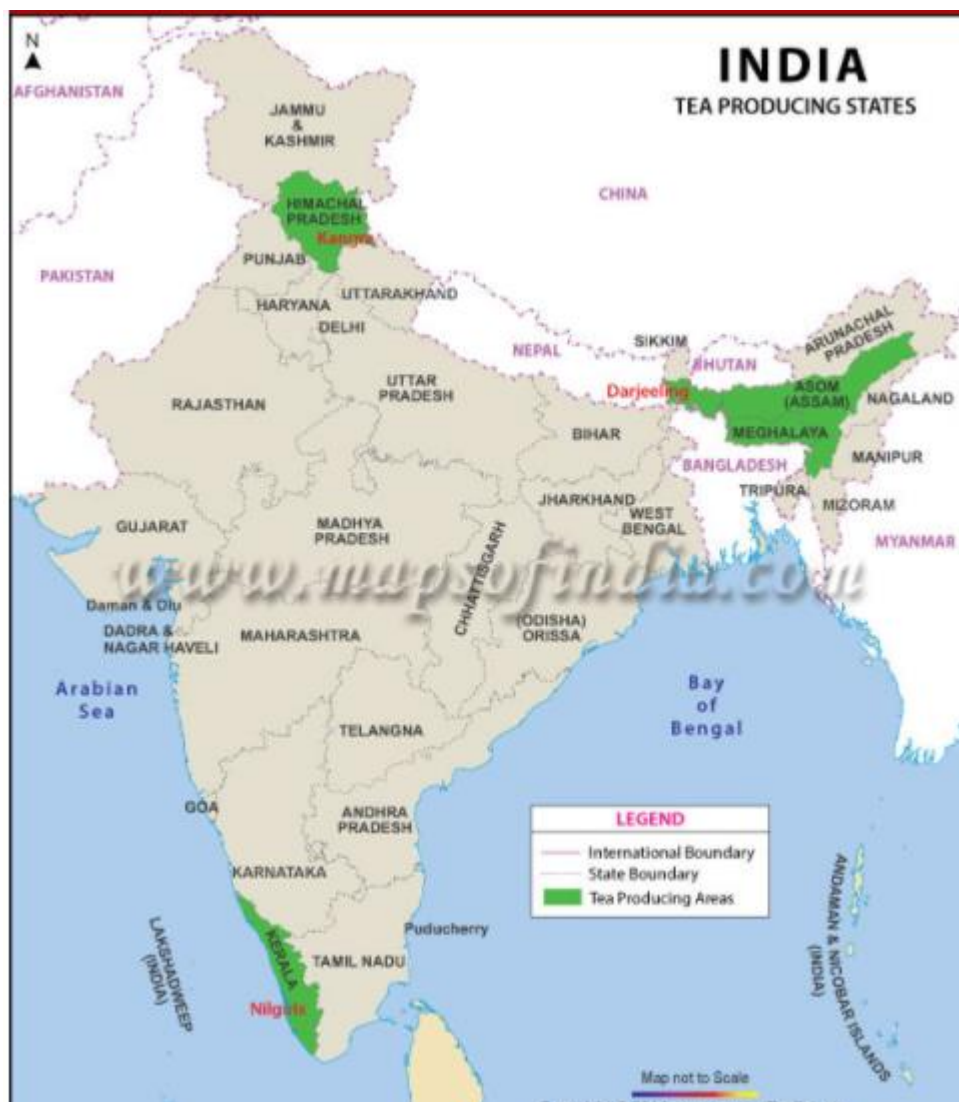 N
INDIA
TEA PRODUCING STATES
AFGHANISTAN
JAMMU
&
KASHMIR
CHINA
HIMACHAL
PRADESH
Kangra
PUNJAB
PAKISTAN
UTTARAKHAND
HARYANA
DELHI
ARUNACHAL
PRADESH
SIKKIM
NEPAL
BHUTAN
UTTAR
PRADESH
Darjeeling
ASOM
(ASSAM)
NAGALAND
RAJASTHAN
BIHAR
MEGHALAYA
MANIPUR
BANGLADESH
TRIPURA
MIZORAM
JHARKHAND
WEST
BENGAL
GUJARAT
MADHYA
PRADESH
CHHATTISGARH
MYANMAR
www.mapsofindia.com
Daman & Diu
DADRA &
NAGAR HAVELI
MAHARASHTRA
(ODISHA)
ORISSA
Arabian
Sea
Bay
of
Bengal
TELANGNA
GOA
ANDHRA
PRADESH
LEGEND
International Boundary
State Boundary
Tea Producing Areas
KARNATAKA
Puducherry
KERALA
TAMIL NADU
LAKSHADWEEP
(INDIA)
ANDAMAN & NICOBAR ISLANDS
(INDIA)
Map not to Scale